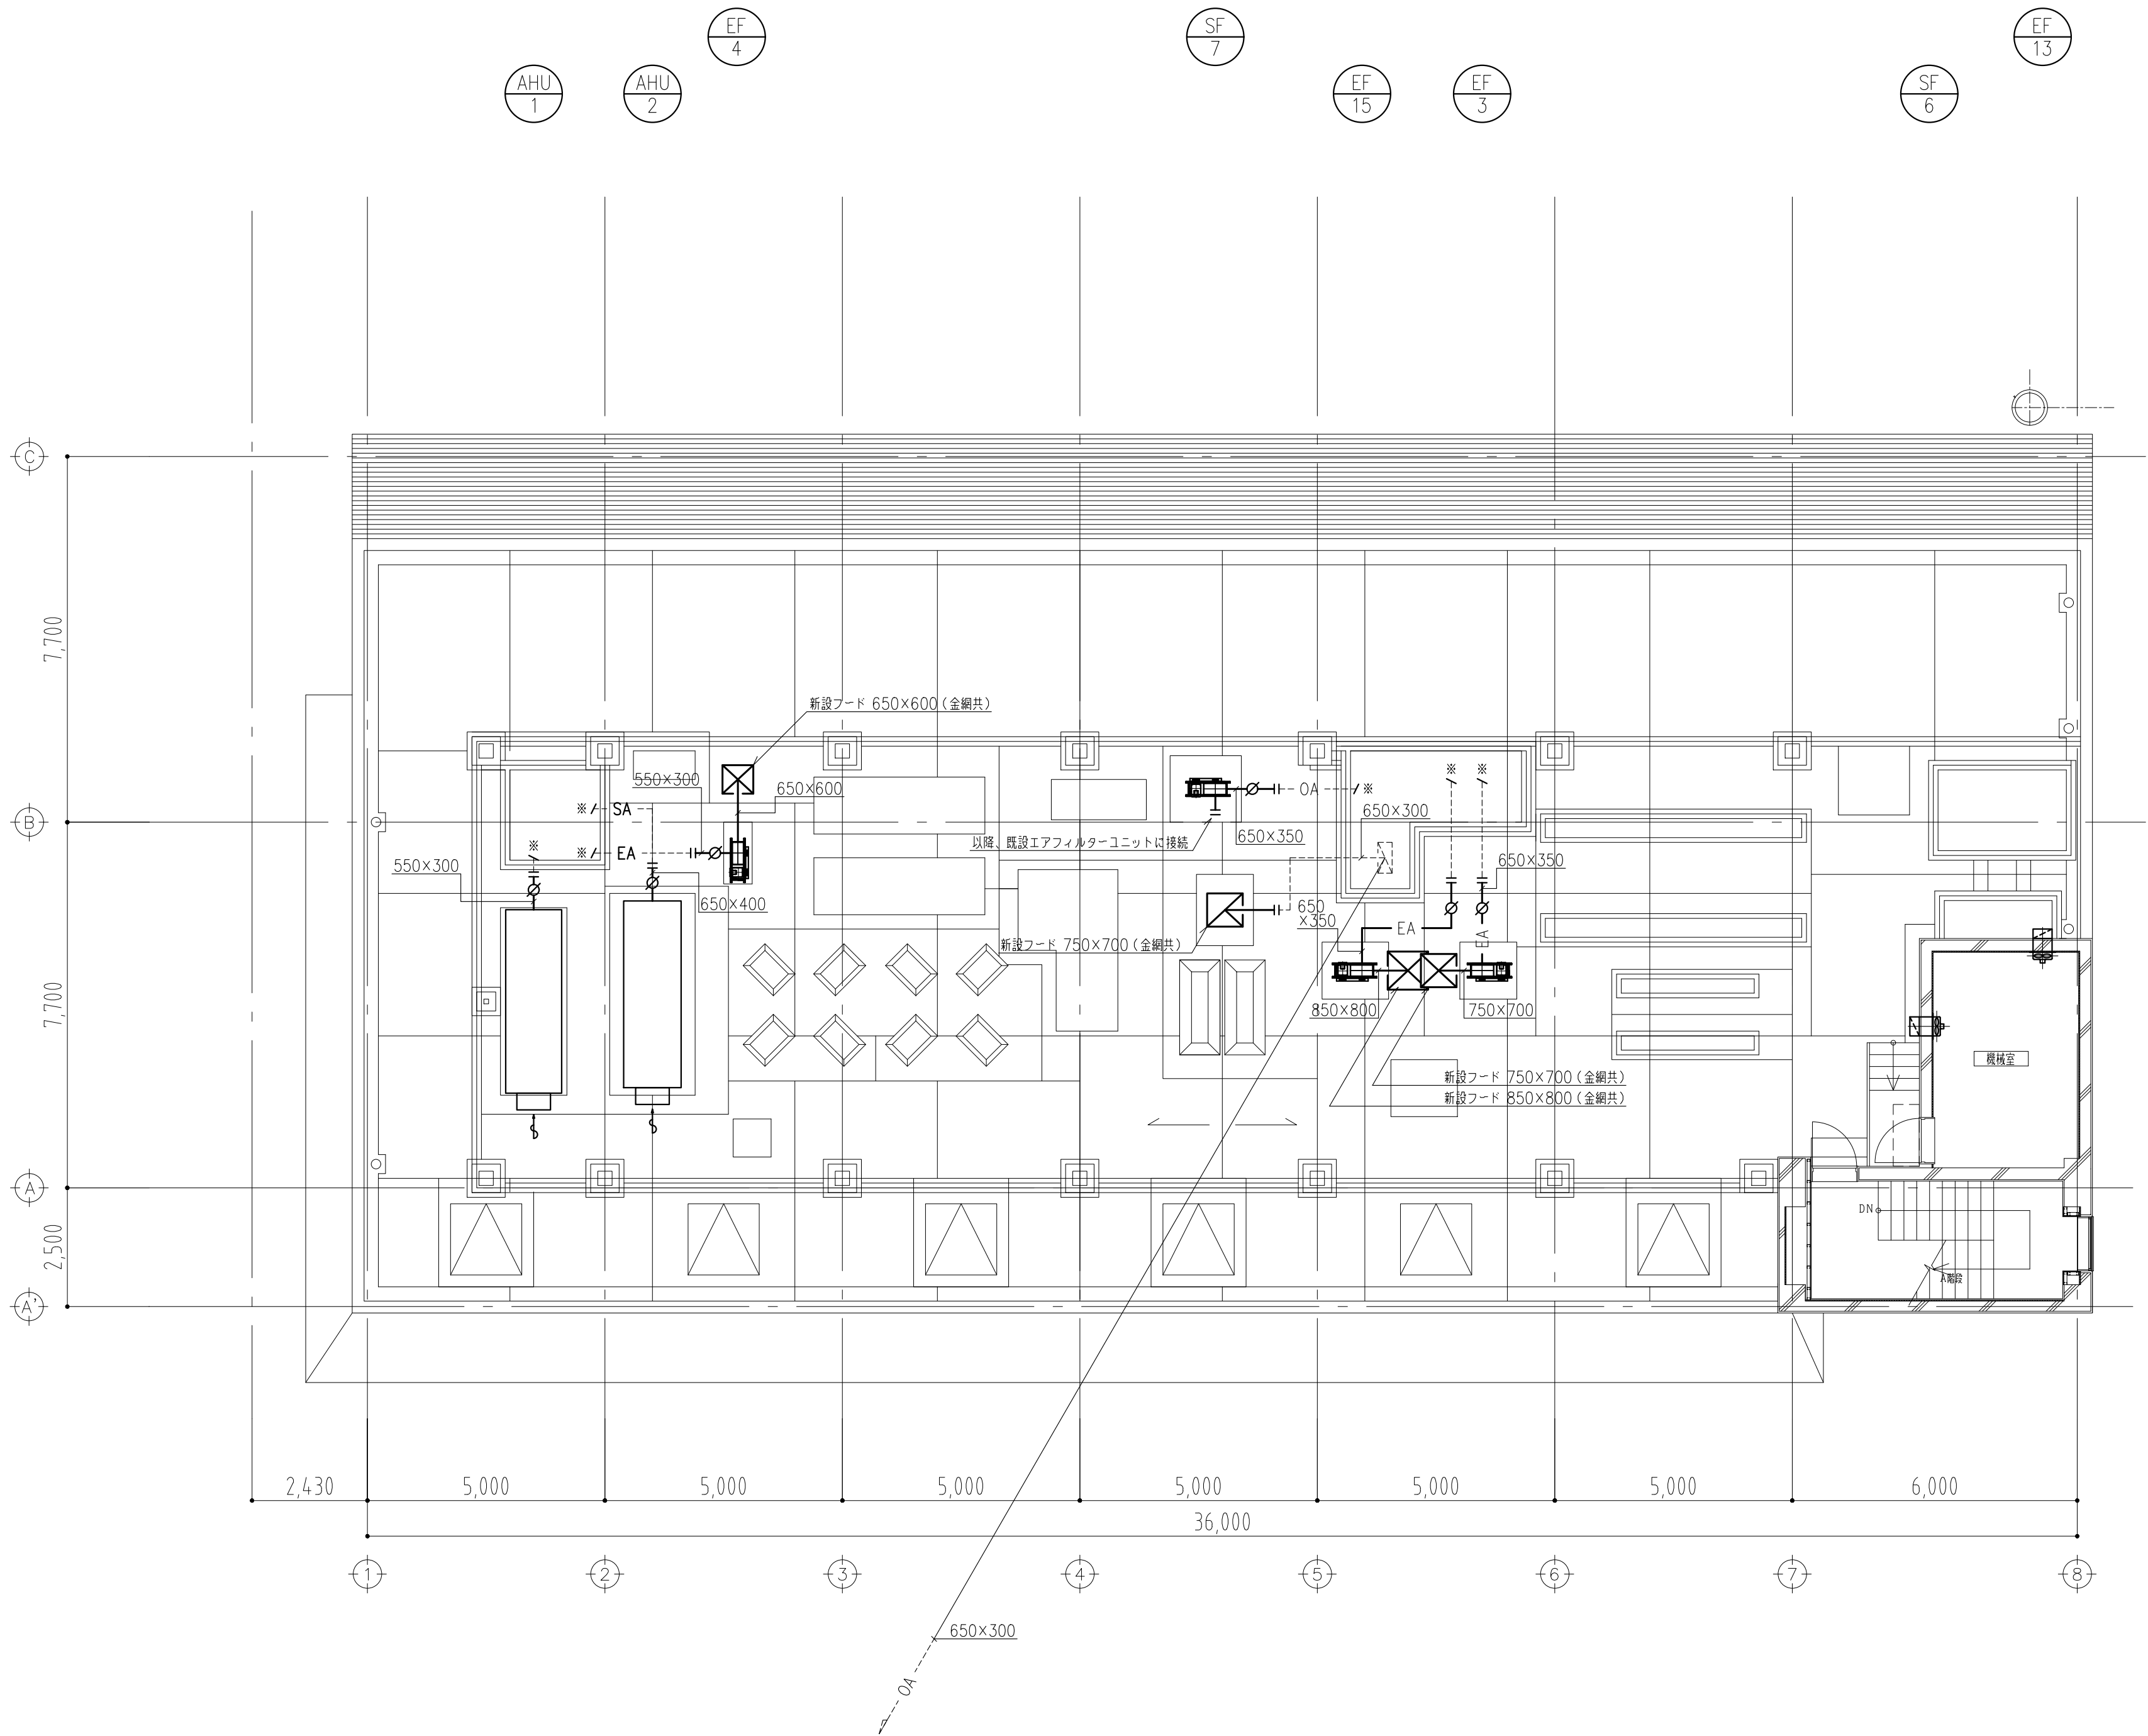 EF
4
SF
7
EF
13
AHU
1
AHU
2
EF
15
EF
3
SF
6
C
7,700
新設フード 650×600(金網共)
550×300
650×600
※ SA
OA ※
※
※
650×300
B
以降、既設エアフィルターユニットに接続
650×350
※
※ EA
550×300
650×350
650×400
650
×350
EA
EA
新設フード 750×700(金網共)
7,700
850×800
750×700
機械室
新設フード 750×700(金網共)
新設フード 850×800(金網共)
A
DN
2,500
A階段
A'
2,430
5,000
5,000
5,000
5,000
5,000
5,000
6,000
36,000
1
2
3
4
5
6
7
8
650×300
OA